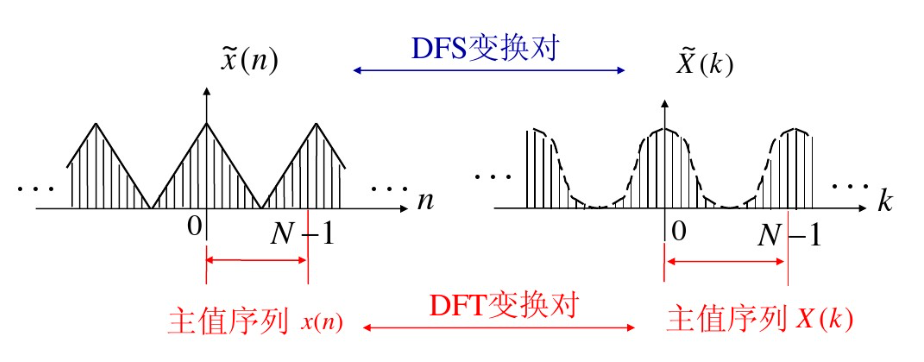 DFS变换对
x̃(n)
X̃(k)
...
...
n
...
...
k
0
N–1
0
N–1
DFT变换对
主值序列 x(n)
主值序列 X(k)